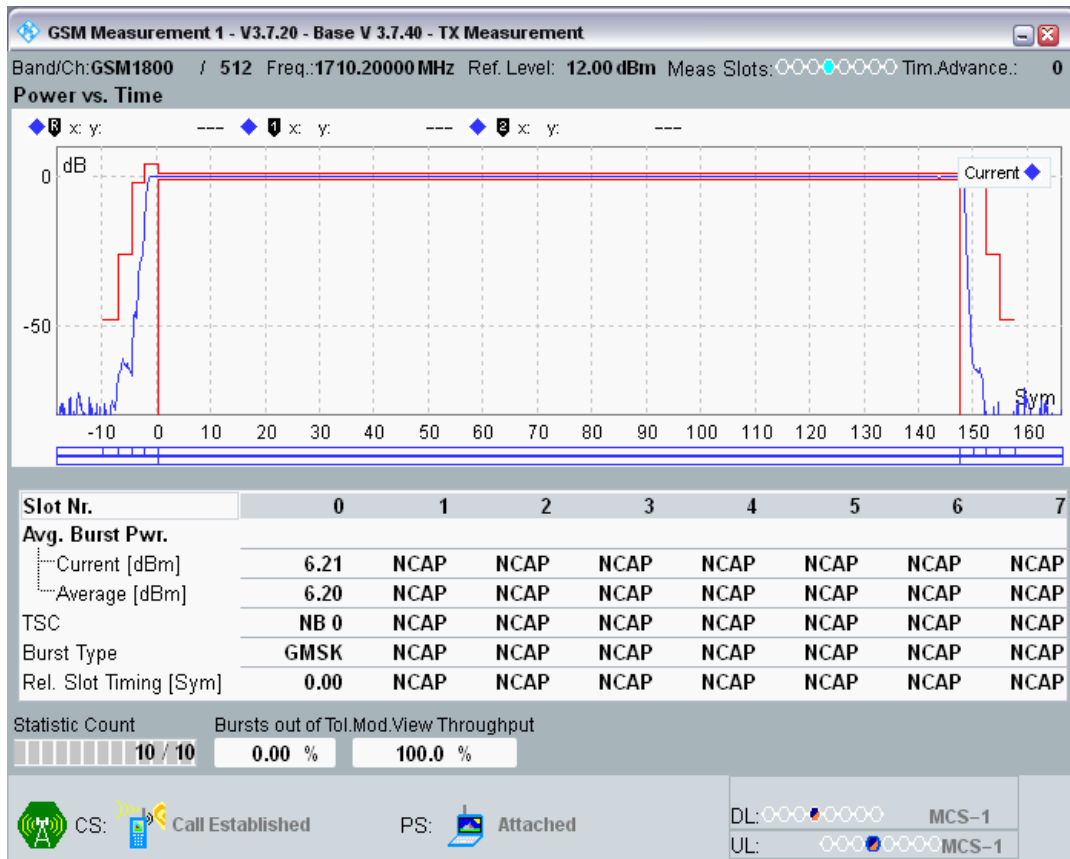 GSM Measurement 1 - V3.7.20 - Base V 3.7.40 - TX Measurement
Band/Ch:GSM1800 / 512 Freq.:1710.20000 MHz Ref. Level: 12.00 dBm Meas Slots: Tim.Advance.: 0
Power vs. Time
R x: y: --- 1 x: y: --- 2 x: y: ---
dB
Current
0
-50
Sym
-10 0 10 20 30 40 50 60 70 80 90 100 110 120 130 140 150 160
Slot Nr. 0 1 2 3 4 5 6 7
Avg. Burst Pwr.
Current [dBm] 6.21 NCAP NCAP NCAP NCAP NCAP NCAP NCAP
Average [dBm] 6.20 NCAP NCAP NCAP NCAP NCAP NCAP NCAP
TSC NB 0 NCAP NCAP NCAP NCAP NCAP NCAP NCAP
Burst Type GMSK NCAP NCAP NCAP NCAP NCAP NCAP NCAP
Rel. Slot Timing [Sym] 0.00 NCAP NCAP NCAP NCAP NCAP NCAP NCAP
Statistic Count Bursts out of Tol. Mod.View Throughput
10 / 10 0.00 % 100.0 %
CS: Call Established PS: Attached
DL: MCS-1
UL: MCS-1